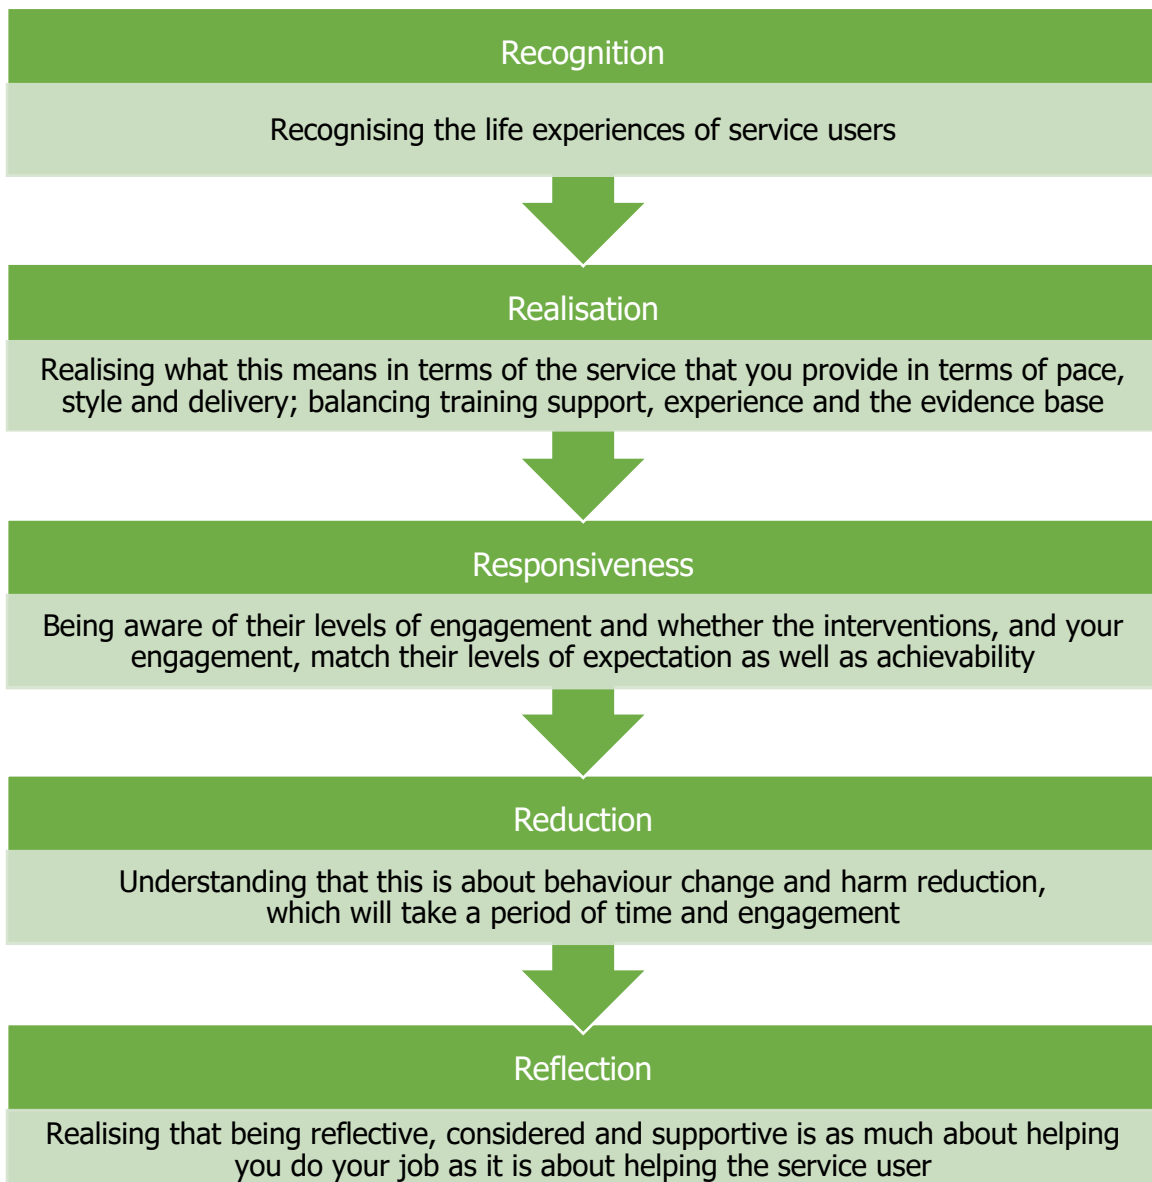 Recognition
Recognising the life experiences of service users
Realisation
Realising what this means in terms of the service that you provide in terms of pace,
style and delivery; balancing training support, experience and the evidence base
Responsiveness
Being aware of their levels of engagement and whether the interventions, and your
engagement, match their levels of expectation as well as achievability
Reduction
Understanding that this is about behaviour change and harm reduction,
which will take a period of time and engagement
Reflection
Realising that being reflective, considered and supportive is as much about helping
you do your job as it is about helping the service user